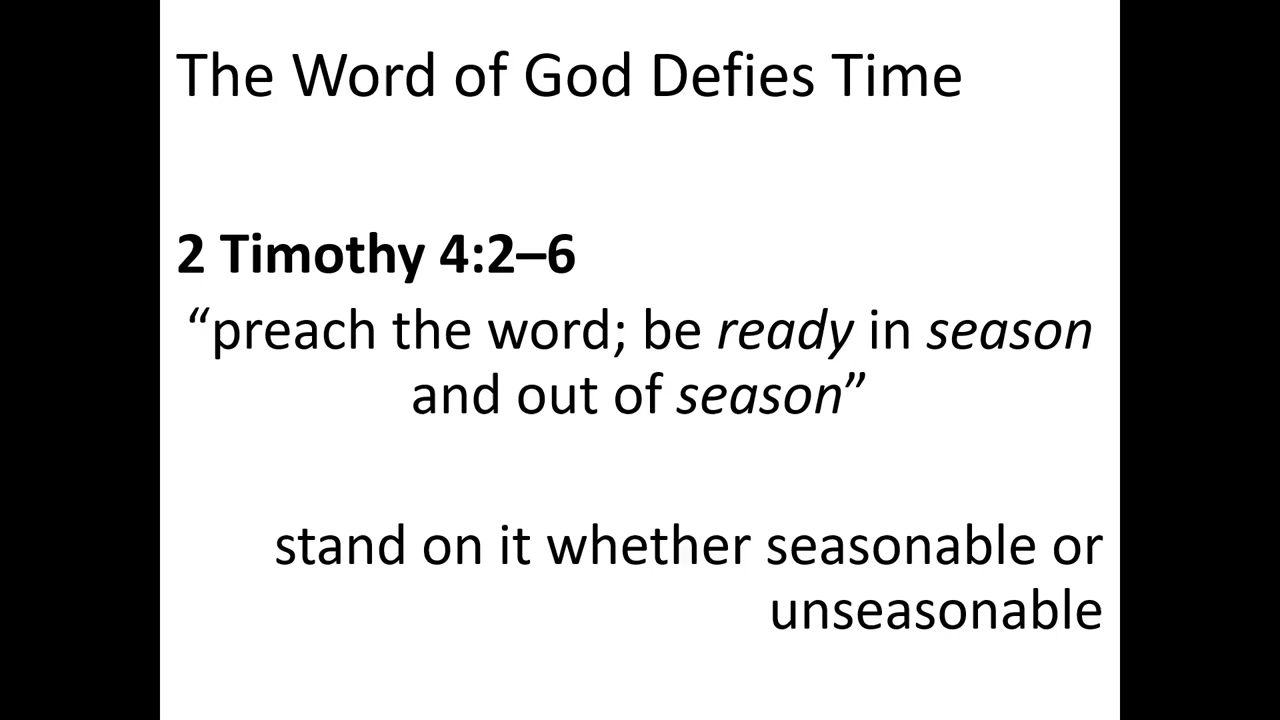 The Word of God Defies Time
2 Timothy 4:2–6
“preach the word; be ready in season
and out of season”
stand on it whether seasonable or
unseasonable